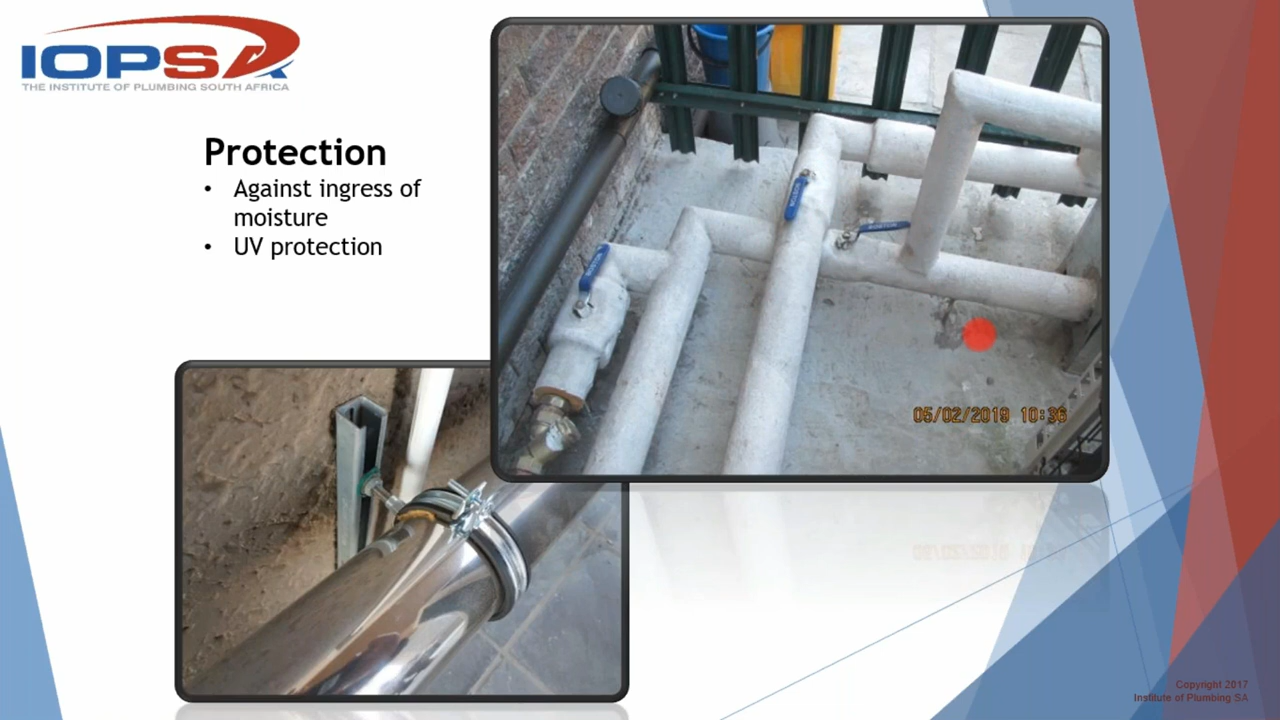 IOPSA
THE INSTITUTE OF PLUMBING SOUTH AFRICA
Protection
• Against ingress of
moisture
• UV protection
05/02/2019 10:36
Copyright 2017
Institute of Plumbing SA